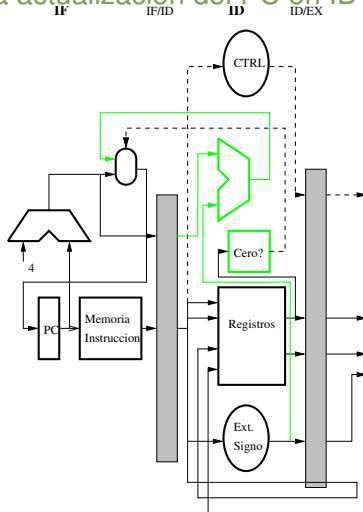 a actualización del PC en ID
IF IF/ID ID ID/EX
CTRL
Cero?
4
PC
Memoria
Instruccion
Registros
Ext.
Signo